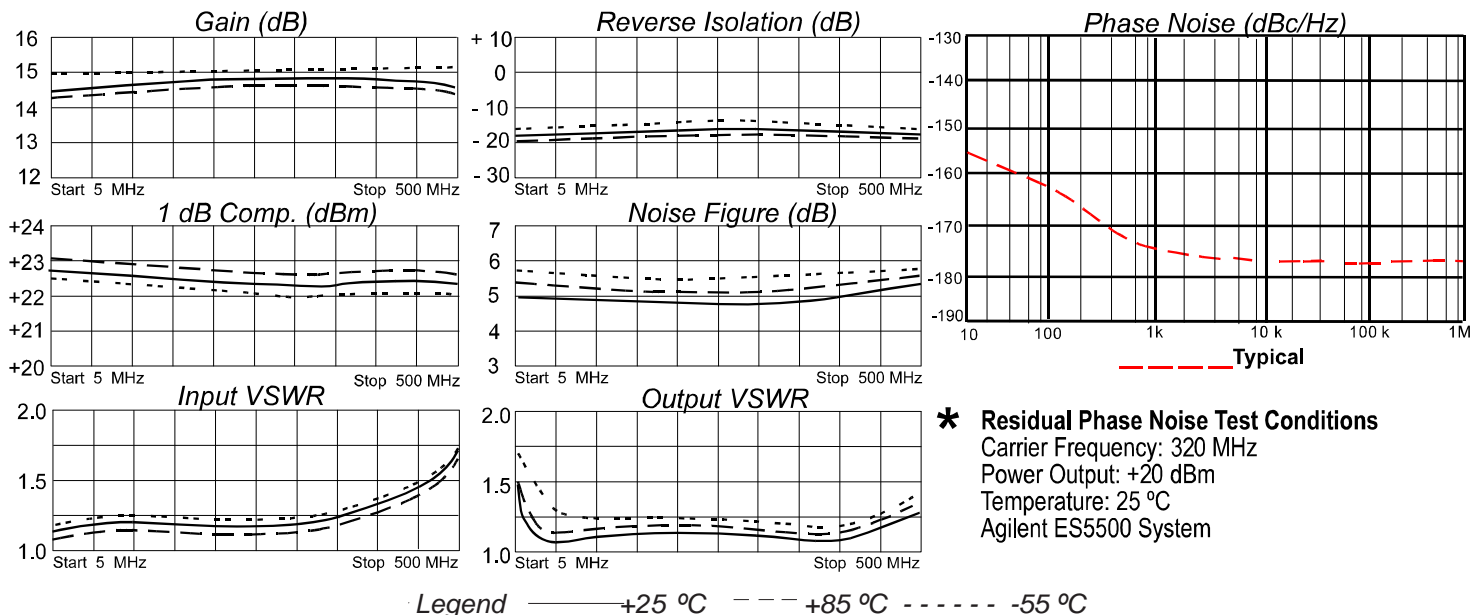 Gain (dB)
16
15
14
13
12
Start 5 MHz
Stop 500 MHz
Reverse Isolation (dB)
+ 10
0
- 10
- 20
- 30
Start 5 MHz
Stop 500 MHz
Phase Noise (dBc/Hz)
-130
-140
-150
-160
-170
-180
-190
10
100
1k
10 k
100 k
1M
Typical
1 dB Comp. (dBm)
+24
+23
+22
+21
+20
Start 5 MHz
Stop 500 MHz
Noise Figure (dB)
7
6
5
4
3
Start 5 MHz
Stop 500 MHz
Input VSWR
2.0
1.5
1.0
Start 5 MHz
Stop 500 MHz
Output VSWR
2.0
1.5
1.0
Start 5 MHz
Stop 500 MHz
* Residual Phase Noise Test Conditions
Carrier Frequency: 320 MHz
Power Output: +20 dBm
Temperature: 25 ºC
Agilent ES5500 System
Legend +25 ºC +85 ºC -55 ºC